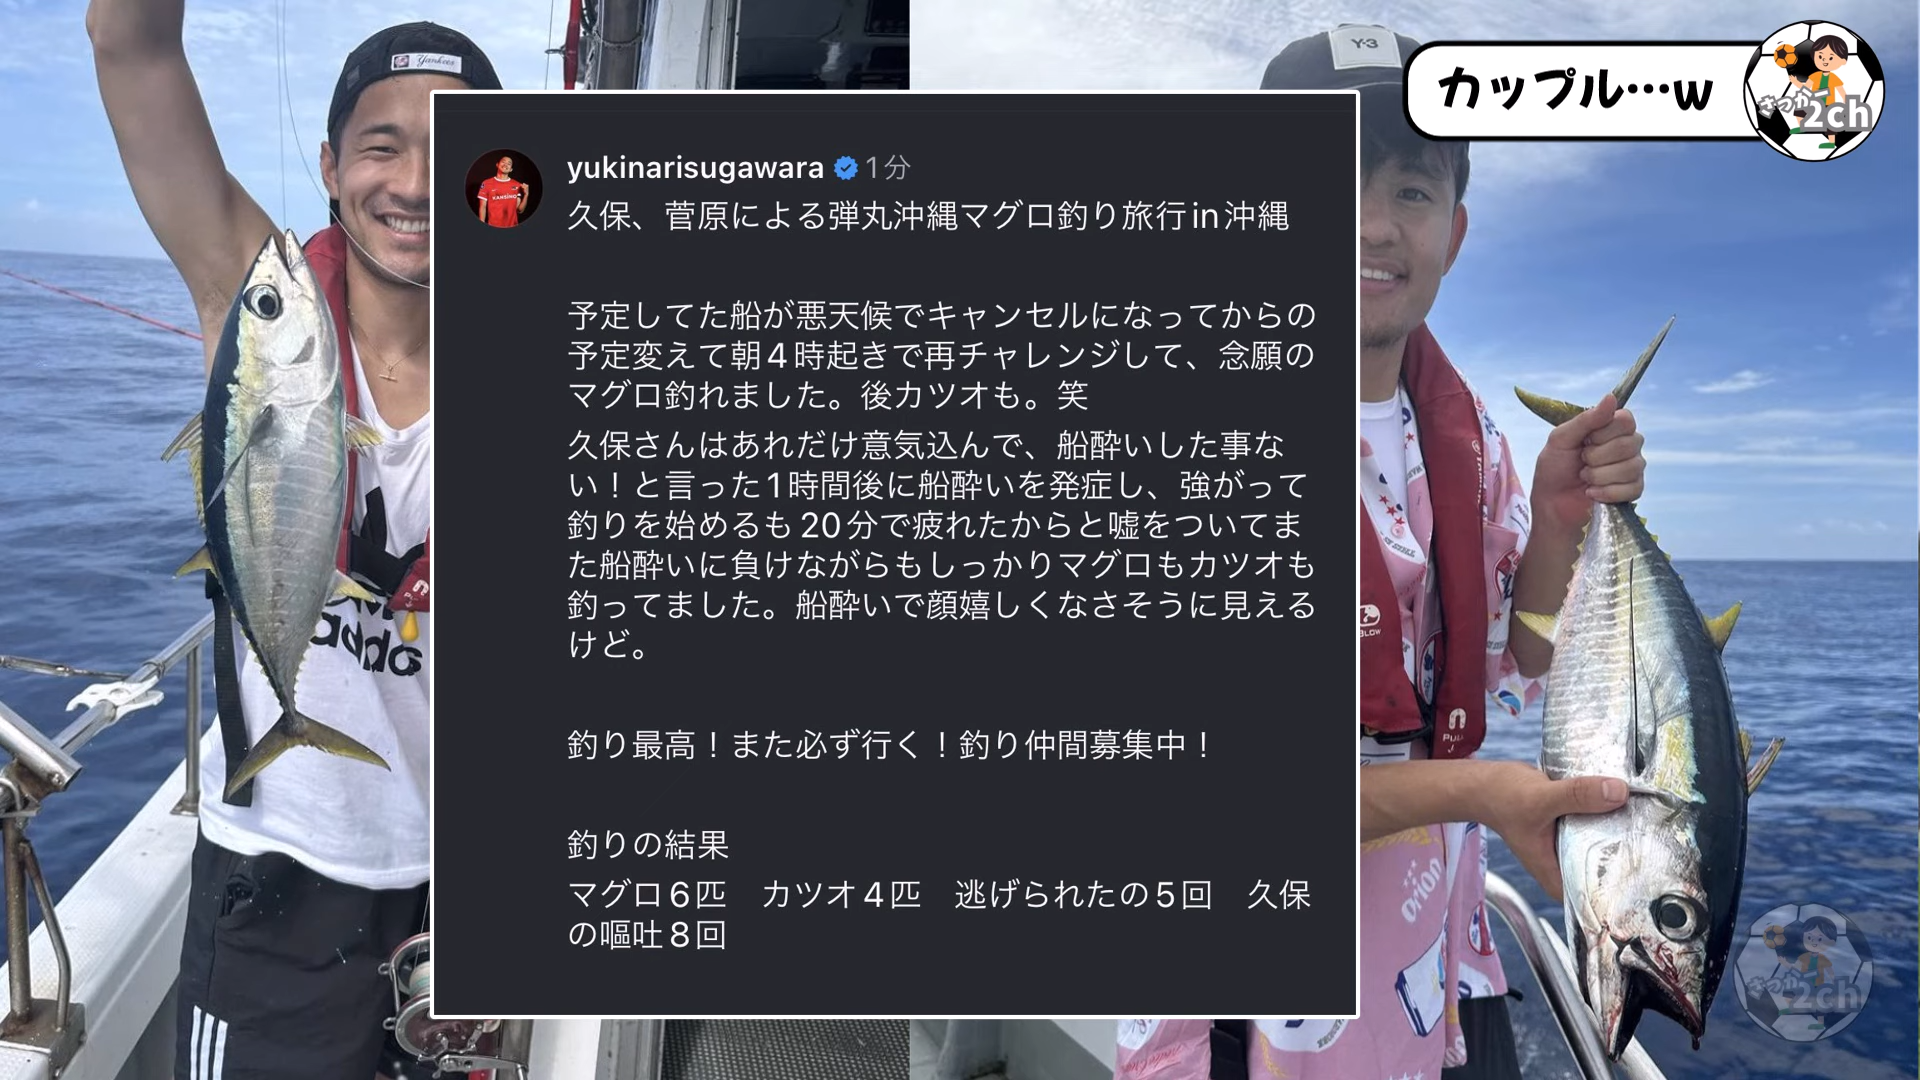 Yankees
Y-3
カップル…w
さっかー
2ch
yukinarisugawara 1分
久保、菅原による弾丸沖縄マグロ釣り旅行in沖縄
予定してた船が悪天候でキャンセルになってからの
予定変えて朝4時起きで再チャレンジして、念願の
マグロ釣れました。後カツオも。笑
久保さんはあれだけ意気込んで、船酔いした事な
い！と言った1時間後に船酔いを発症し、強がって
釣りを始めるも20分で疲れたからと嘘をついてま
た船酔いに負けながらもしっかりマグロもカツオも
釣ってました。船酔いで顔嬉しくなさそうに見える
けど。
釣り最高！また必ず行く！釣り仲間募集中！
釣りの結果
マグロ6匹　カツオ4匹　逃げられたの5回　久保
の嘔吐8回
Orion
さっかー
2ch